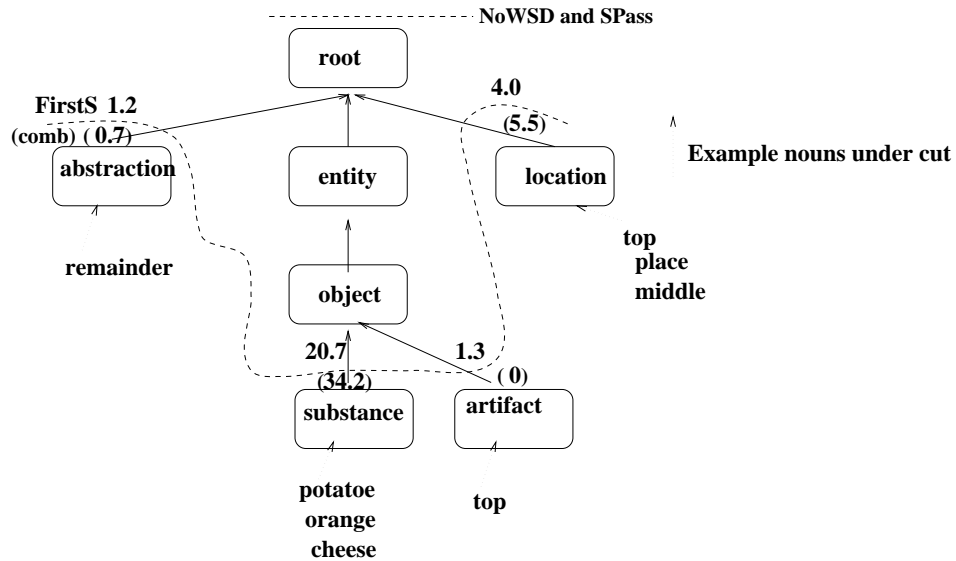 NoWSD and SPass
root
4.0
FirstS 1.2
(comb) ( 0.7)
(5.5)
Example nouns under cut
abstraction
entity
location
remainder
top
place
middle
object
20.7
1.3
(34.2)
( 0)
substance
artifact
potatoe
orange
cheese
top